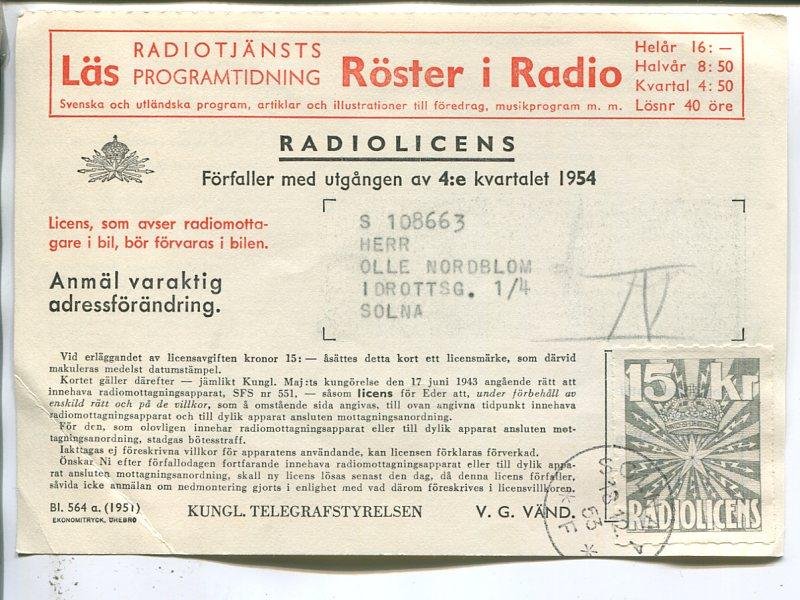 Läs RADIOTJÄNSTS PROGRAMTIDNING Röster i Radio
Helår 16: —
Halvår 8: 50
Kvartal 4: 50
Svenska och utländska program, artiklar och illustrationer till föredrag, musikprogram m. m. Lösnr 40 öre
RADIOLICENS
Förfaller med utgången av 4:e kvartalet 1954
Licens, som avser radiomotta-
gare i bil, bör förvaras i bilen.
Anmäl varaktig
adressförändring.
S 108663
HERR
OLLE NORDBLOM
IDROTTSG. 1/4
SOLNA
IV
Vid erläggandet av licensavgiften kronor 15: — åsättes detta kort ett licensmärke, som därvid
makuleras medelst datumstämpel.
Kortet gäller därefter — jämlikt Kungl. Maj:ts kungörelse den 17 juni 1943 angående rätt att
innehava radiomottagningsapparat, SFS nr 551, — såsom licens för Eder att, under förbehåll av
enskild rätt och på de villkor, som å omstående sida angivas, till ovan angivna tidpunkt innehava
radiomottagningsapparat och till dylik apparat ansluten mottagningsanordning.
För den, som olovligen innehar radiomottagningsapparat eller till dylik apparat ansluten mot-
tagningsanordning, stadgas bötesstraff.
Iakttagas ej föreskrivna villkor för apparatens användande, kan licensen förklaras förverkad.
Önskar Ni efter förfallodagen fortfarande innehava radiomottagningsapparat eller till dylik appa-
rat ansluten mottagningsanordning, skall ny licens lösas senast den dag, då denna licens förfaller,
såvida icke anmälan om nedmontering gjorts i enlighet med vad därom föreskrives i licensvillkoren.
Bl. 564 a. (1951)
EKONOMITRYCK, ÖREBRO
KUNGL. TELEGRAFSTYRELSEN V. G. VÄND.
15 Kr
RADIOLICENS
53
F